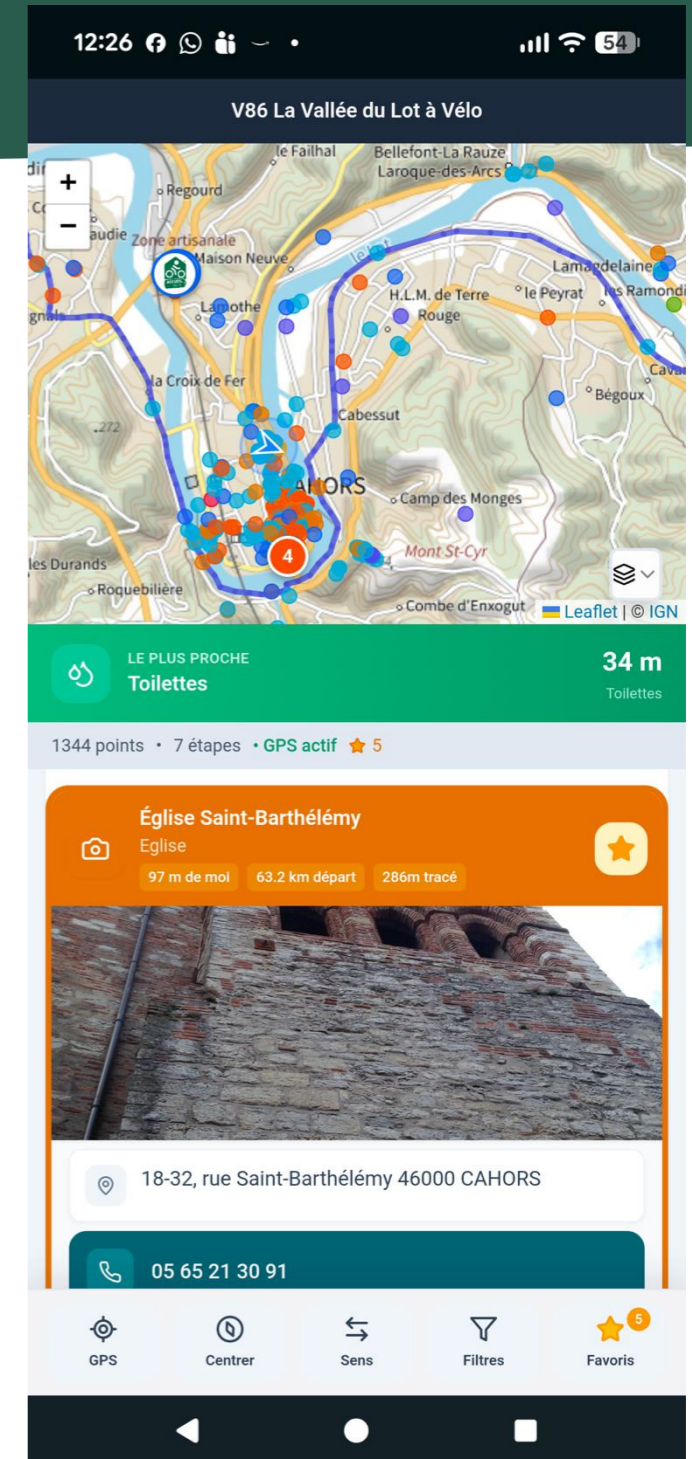 12:26
54
V86 La Vallée du Lot à Vélo
+
−
le Failhal
Bellefont-La Rauze
Laroque-des-Arcs
Regourd
Zone artisanale
Maison Neuve
le Lot
Lamagdelaine
Lamothe
H.L.M. de Terre Rouge
le Peyrat
las Ramondi
la Croix de Fer
Cabessut
Bégoux
.272
CAHORS
Camp des Monges
4
Mont St-Cyr
les Durands
Roquebilière
Combe d'Enxogut
Leaflet | © IGN
LE PLUS PROCHE
Toilettes
34 m
Toilettes
1344 points • 7 étapes • GPS actif 5
Église Saint-Barthélémy
Eglise
97 m de moi 63.2 km départ 286m tracé
18-32, rue Saint-Barthélémy 46000 CAHORS
05 65 21 30 91
5
GPS Centrer Sens Filtres Favoris